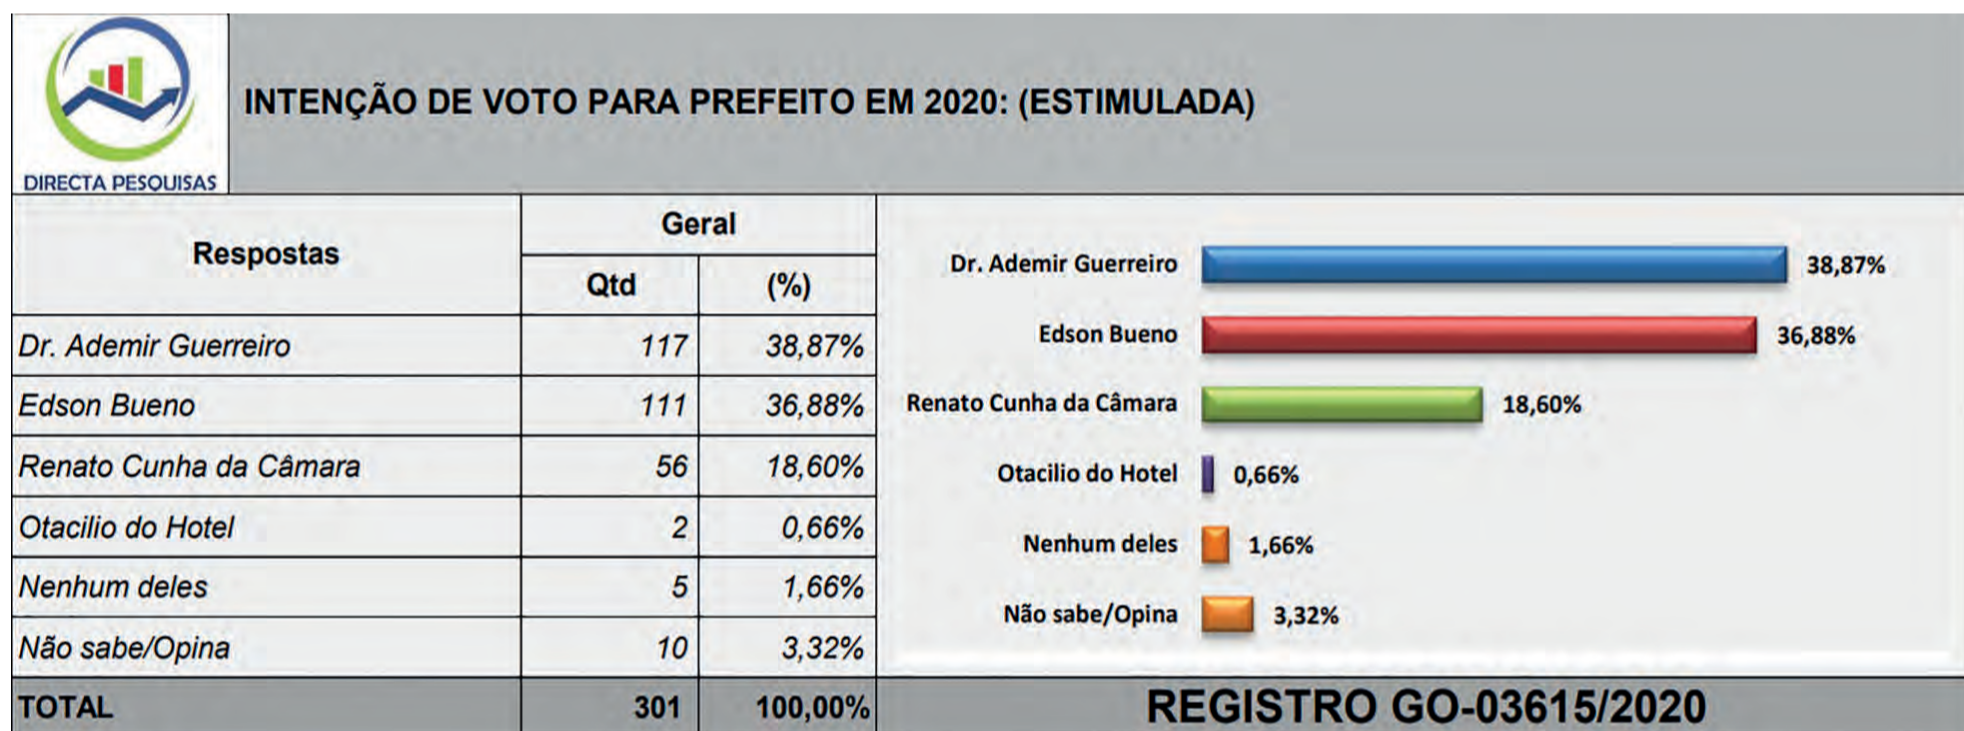 DIRECTA PESQUISAS
INTENÇÃO DE VOTO PARA PREFEITO EM 2020: (ESTIMULADA)
Respostas
Geral
Qtd (%)
Dr. Ademir Guerreiro 117 38,87%
Edson Bueno 111 36,88%
Renato Cunha da Câmara 56 18,60%
Otacilio do Hotel 2 0,66%
Nenhum deles 5 1,66%
Não sabe/Opina 10 3,32%
TOTAL 301 100,00%
Dr. Ademir Guerreiro 38,87%
Edson Bueno 36,88%
Renato Cunha da Câmara 18,60%
Otacilio do Hotel 0,66%
Nenhum deles 1,66%
Não sabe/Opina 3,32%
REGISTRO GO-03615/2020